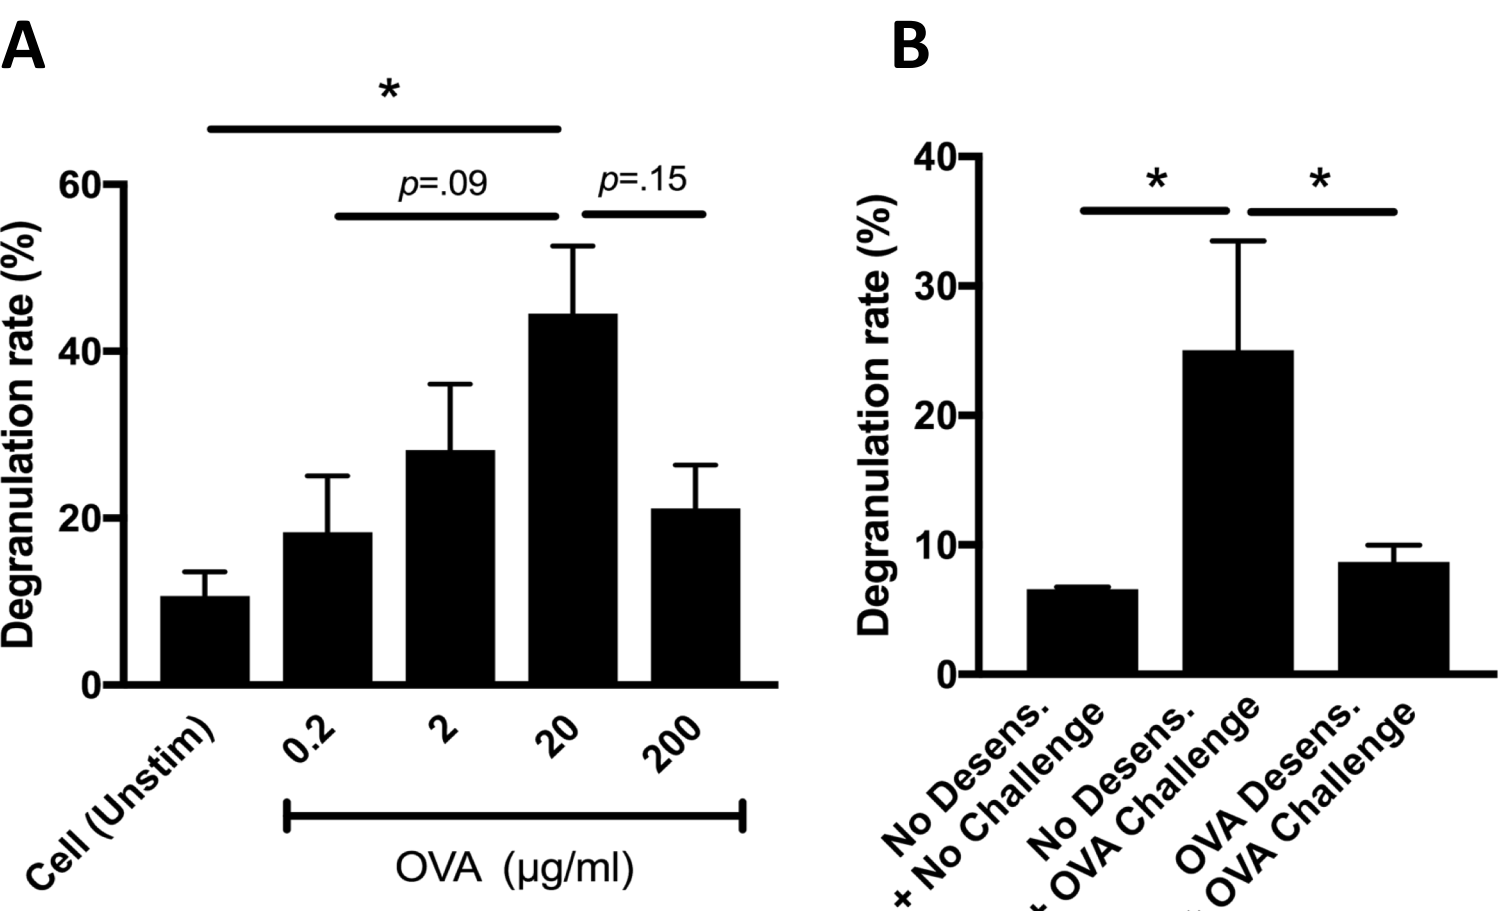 A
*
p=.09
p=.15
60
40
20
0
Degranulation rate (%)
Cell (Unstim)
0.2
2
20
200
OVA (µg/ml)
B
*
*
40
30
20
10
0
Degranulation rate (%)
No Desens.
+ No Challenge
No Desens.
+ OVA Challenge
OVA Desens.
OVA Challenge